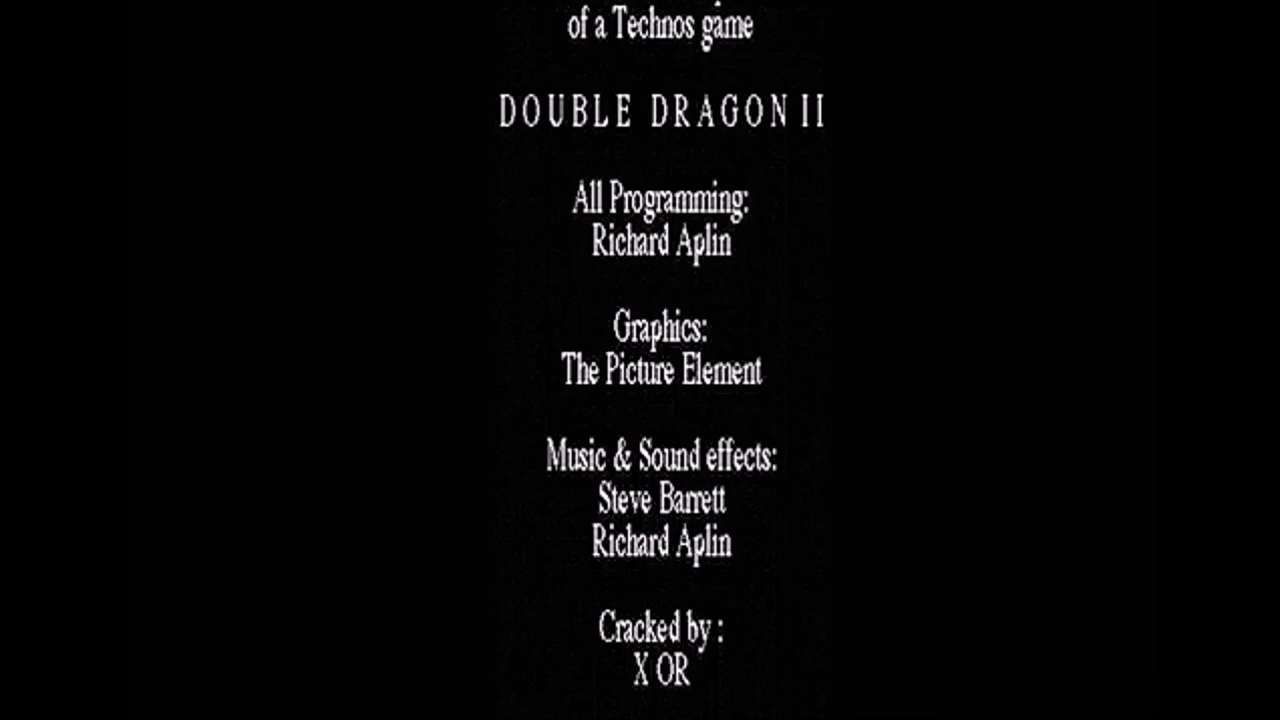 of a Technos game
DOUBLE DRAGON II
All Programming:
Richard Aplin
Graphics:
The Picture Element
Music & Sound effects:
Steve Barrett
Richard Aplin
Cracked by :
X OR